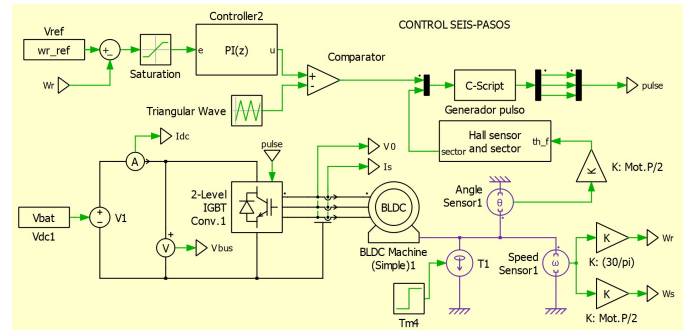 Controller2
CONTROL SEIS-PASOS
Vref
wr_ref
+
-
e
PI(z)
u
Comparator
+
-
Saturation
Wr
C-Script
pulse
Generador pulso
Triangular Wave
Hall sensor
and sector
sector
th_f
Idc
A
pulse
V0
Is
K
K: Mot.P/2
2-Level
IGBT
Conv.1
BLDC
Angle
Sensor1
θ
Vbat
Vdc1
+
-
V1
V
Vbus
BLDC Machine
(Simple)1
T1
Speed
Sensor1
ω
K
Wr
K: (30/pi)
K
Ws
K: Mot.P/2
Tm4